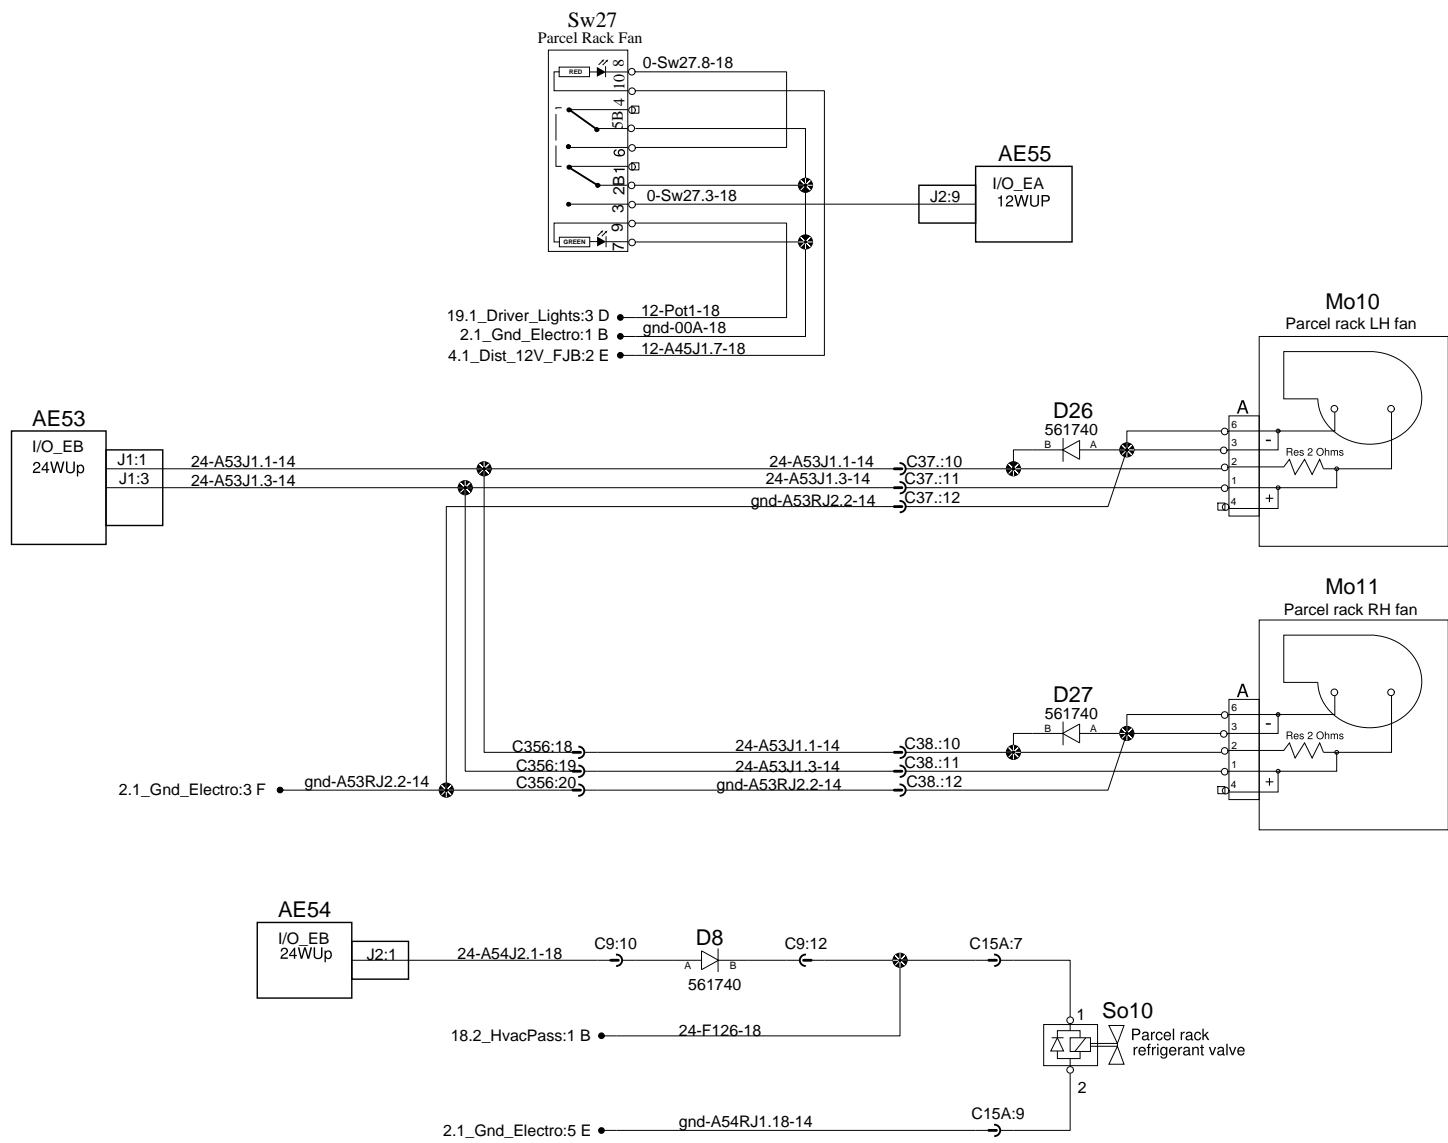 Sw27
Parcel Rack Fan
RED
8
0-Sw27.8-18
10
4
5B
6
1
2B
3
0-Sw27.3-18
9
GREEN
7
AE55
I/O_EA
12WUP
J2:9
19.1_Driver_Lights:3 D
12-Pot1-18
2.1_Gnd_Electro:1 B
gnd-00A-18
4.1_Dist_12V_FJB:2 E
12-A45J1.7-18
Mo10
Parcel rack LH fan
AE53
I/O_EB
24WUp
J1:1
24-A53J1.1-14
J1:3
24-A53J1.3-14
D26
561740
B
A
24-A53J1.1-14
C37.:10
24-A53J1.3-14
C37.:11
gnd-A53RJ2.2-14
C37.:12
A
6
3
-
2
Res 2 Ohms
1
4
+
Mo11
Parcel rack RH fan
D27
561740
B
A
C356:18
24-A53J1.1-14
C38.:10
C356:19
24-A53J1.3-14
C38.:11
2.1_Gnd_Electro:3 F
gnd-A53RJ2.2-14
C356:20
gnd-A53RJ2.2-14
C38.:12
A
6
3
-
2
Res 2 Ohms
1
4
+
AE54
I/O_EB
24WUp
J2:1
24-A54J2.1-18
C9:10
D8
A
B
561740
C9:12
C15A:7
18.2_HvacPass:1 B
24-F126-18
1
So10
Parcel rack
refrigerant valve
2
2.1_Gnd_Electro:5 E
gnd-A54RJ1.18-14
C15A:9